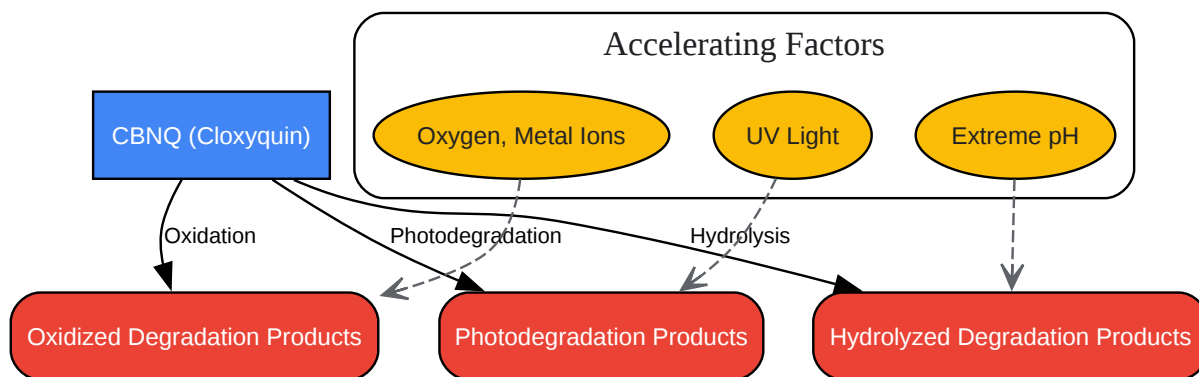 Accelerating Factors
CBNQ (Cloxyquin)
Oxygen, Metal Ions
UV Light
Extreme pH
Oxidation
Photodegradation
Hydrolysis
Oxidized Degradation Products
Photodegradation Products
Hydrolyzed Degradation Products